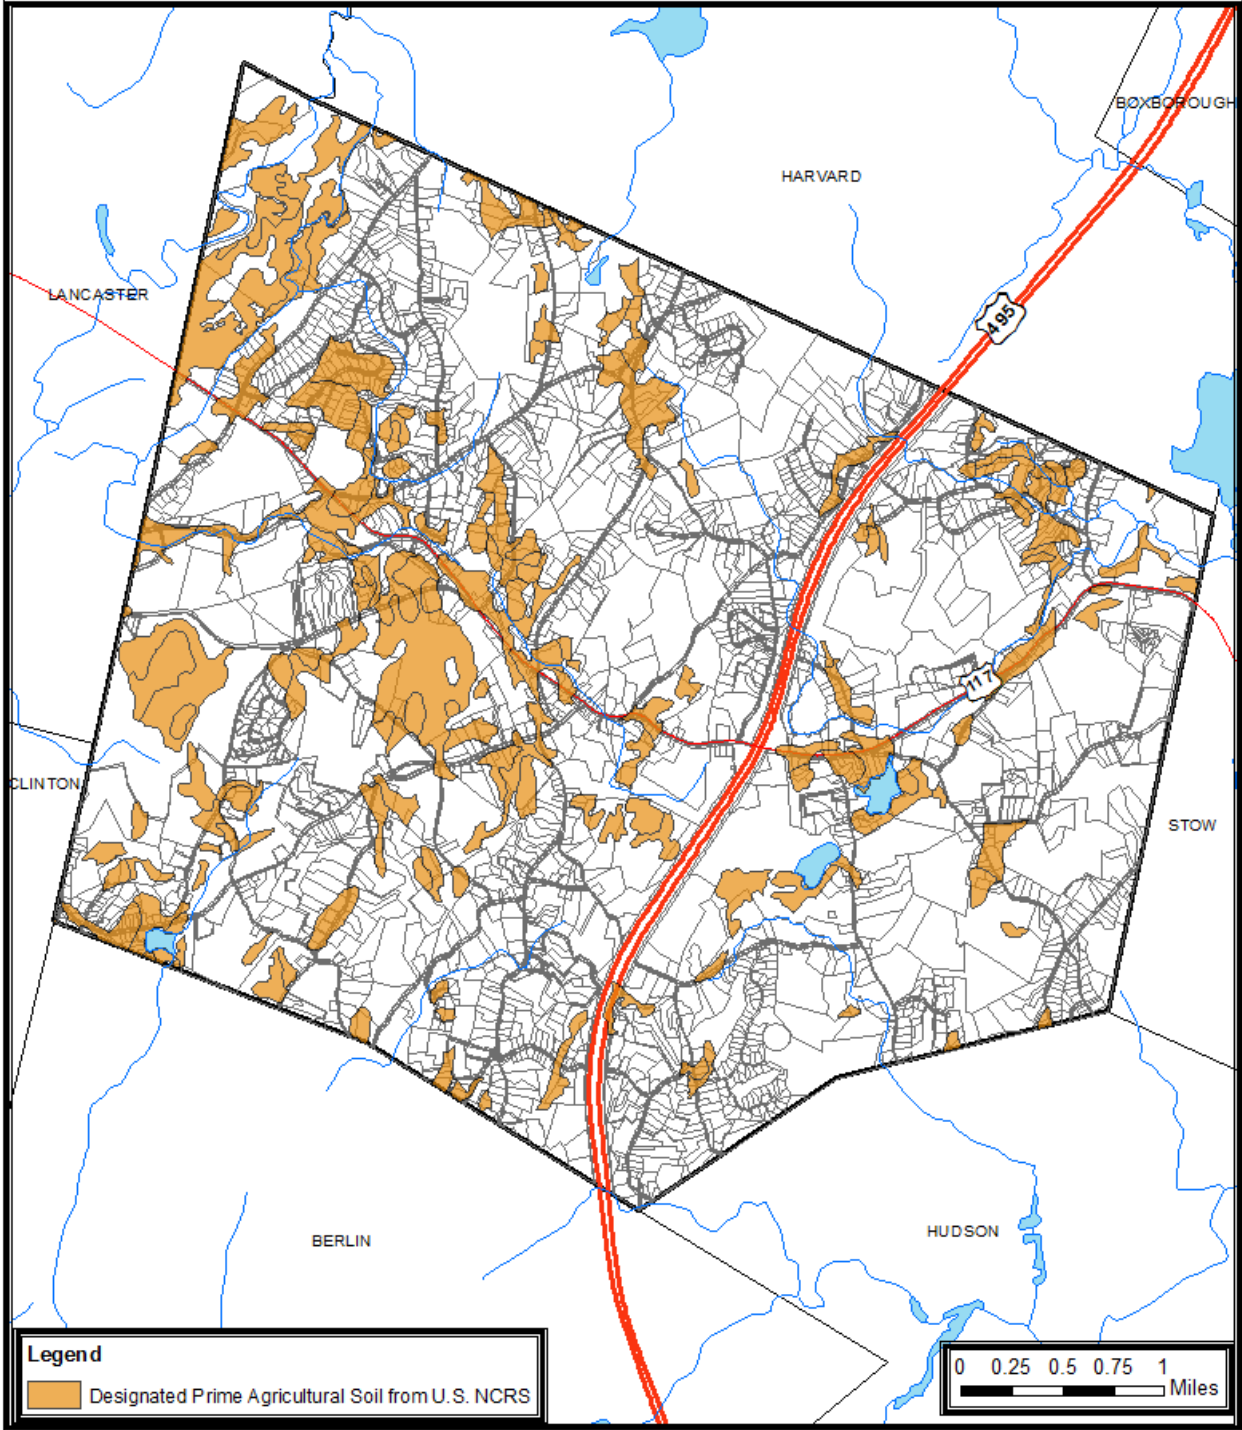 BOXBOROUGH
HARVARD
LANCASTER
495
117
CLINTON
STOW
BERLIN
HUDSON
Legend
Designated Prime Agricultural Soil from U.S. NCRS
0 0.25 0.5 0.75 1
Miles